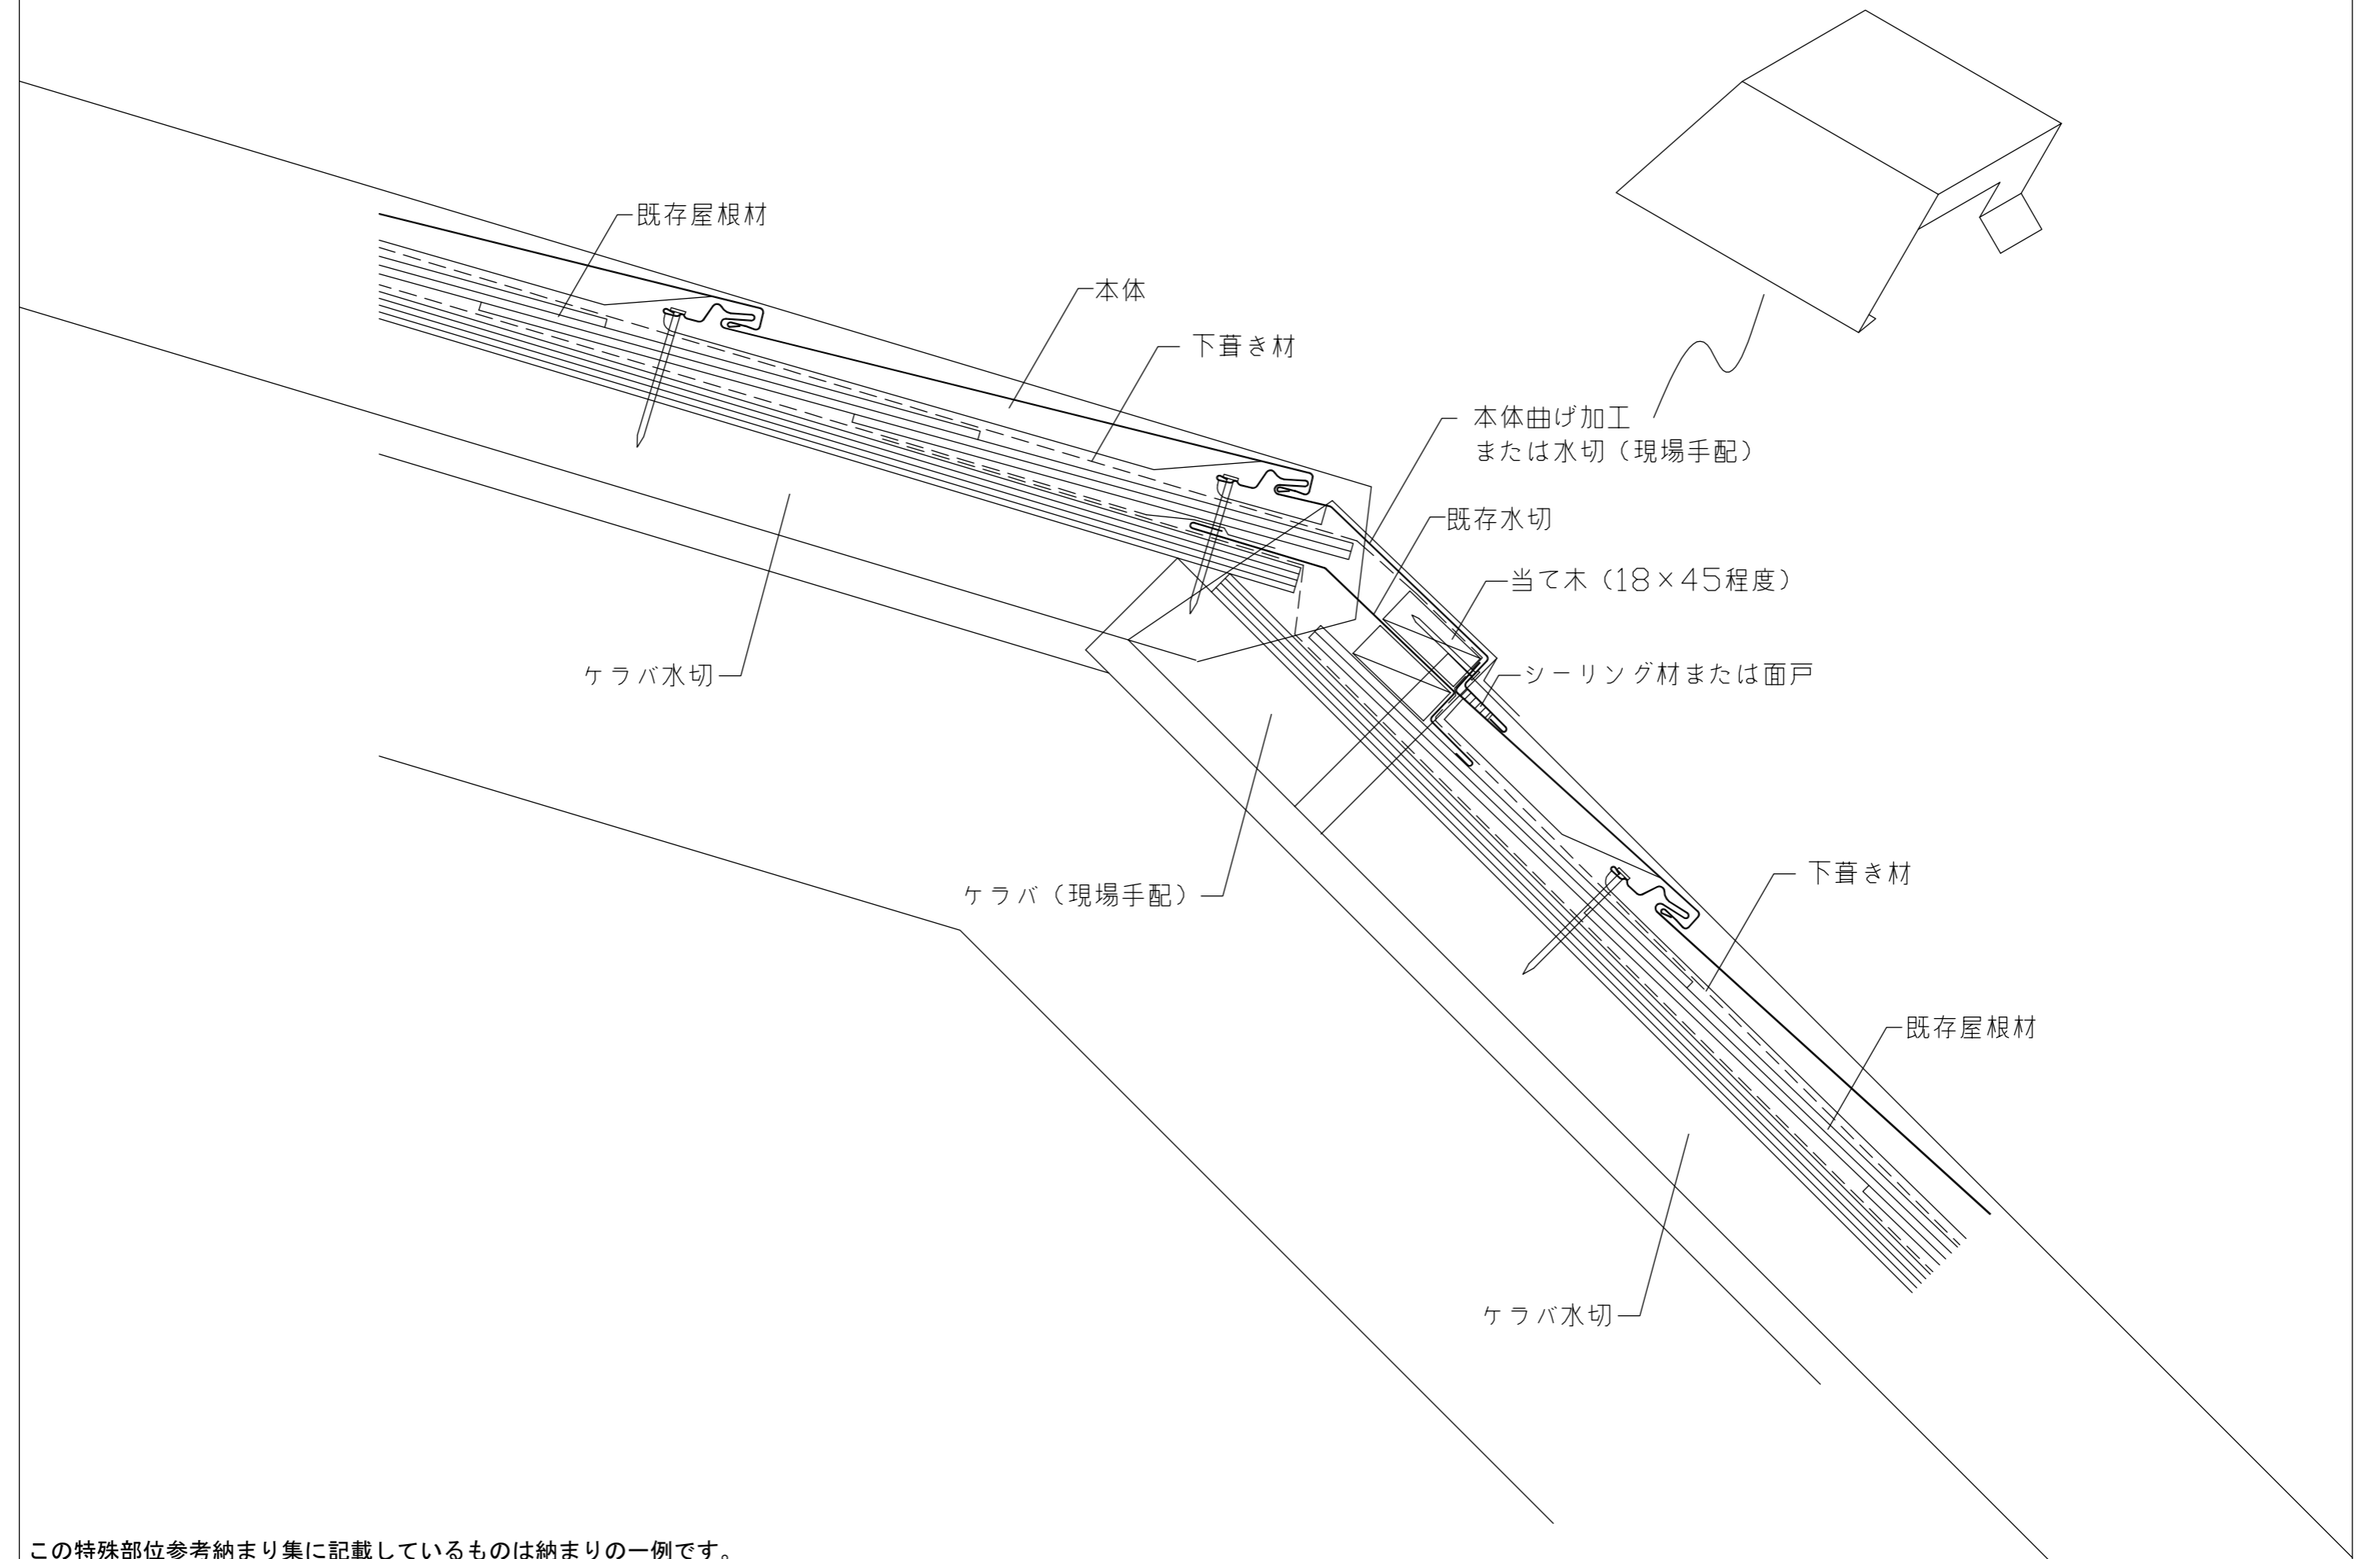 既存屋根材
本体
下葺き材
本体曲げ加工
または水切（現場手配）
既存水切
当て木（18×45程度）
ケラバ水切
シーリング材または面戸
下葺き材
ケラバ（現場手配）
既存屋根材
ケラバ水切
この特殊部位参考納まり集に記載しているものは納まりの一例です。